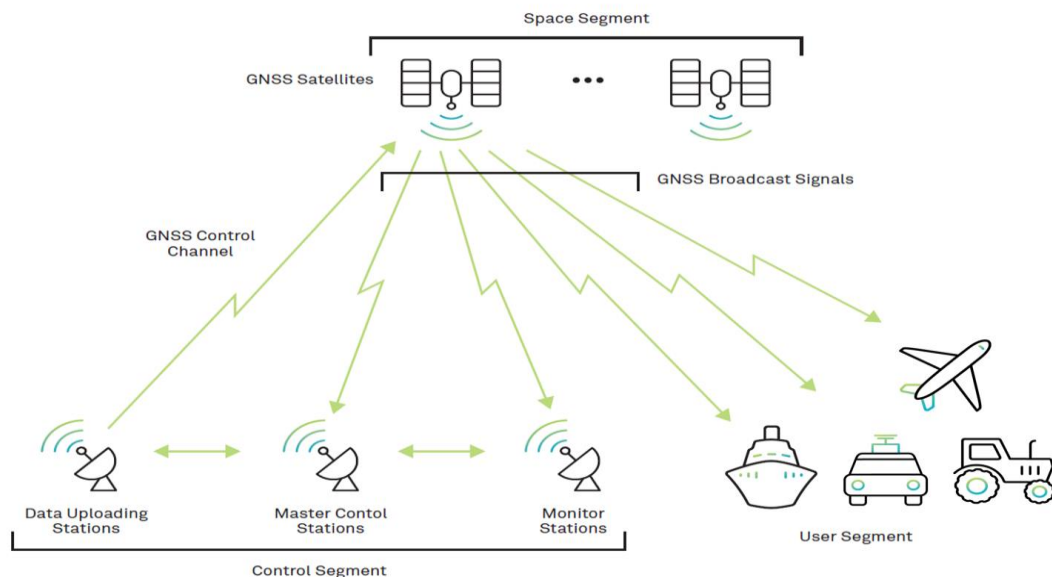 Space Segment
GNSS Satellites
GNSS Broadcast Signals
GNSS Control
Channel
Data Uploading
Stations
Master Contol
Stations
Monitor
Stations
User Segment
Control Segment